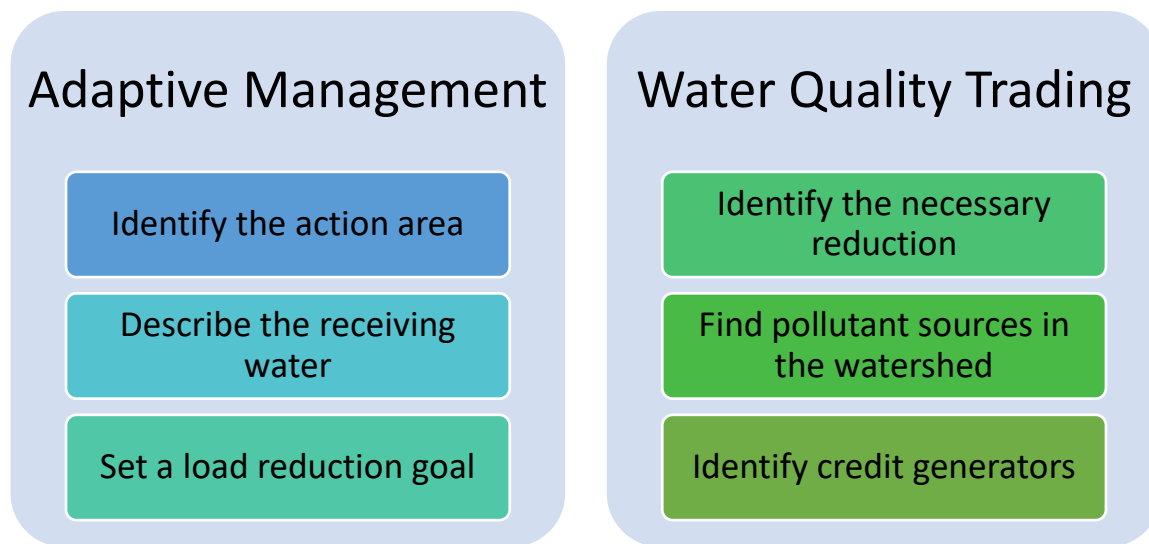 Adaptive Management
Identify the action area
Describe the receiving
water
Set a load reduction goal
Water Quality Trading
Identify the necessary
reduction
Find pollutant sources in
the watershed
Identify credit generators